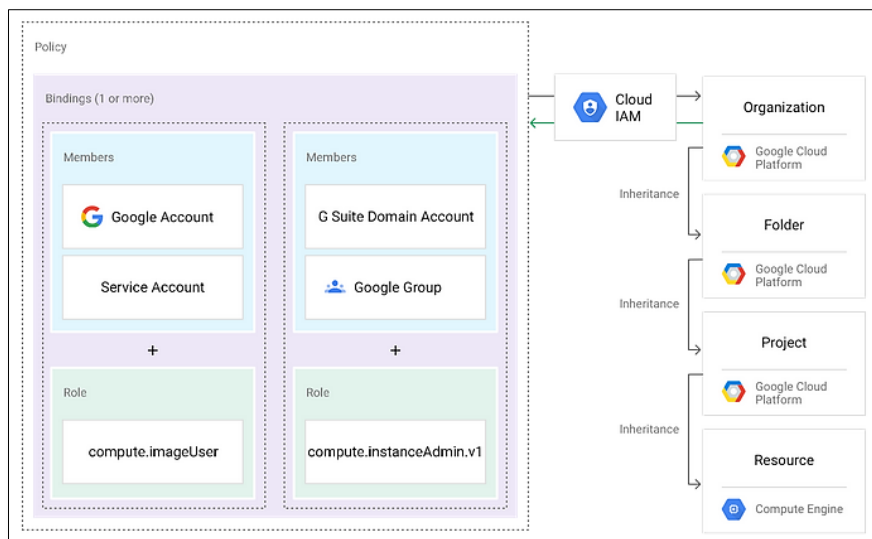 Policy
Bindings (1 or more)
Members
Google Account
Service Account
+
Role
compute.imageUser
Members
G Suite Domain Account
Google Group
+
Role
compute.instanceAdmin.v1
Cloud
IAM
Organization
Google Cloud
Platform
Inheritance
Folder
Google Cloud
Platform
Inheritance
Project
Google Cloud
Platform
Inheritance
Resource
Compute Engine